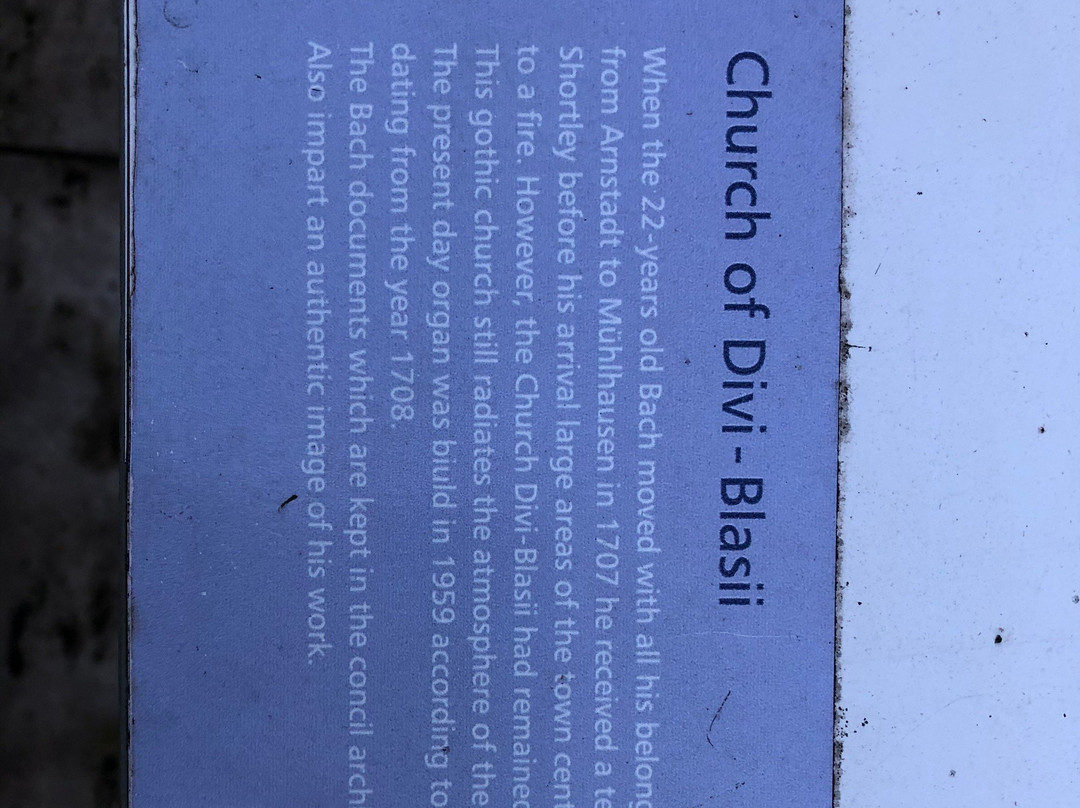 Church of Divi-Blasii
When the 22-years old Bach moved with all his belong
from Arnstadt to Mühlhausen in 1707 he received a te
Shortley before his arrival large areas of the town cent
to a fire. However, the Church Divi-Blasii had remained
This gothic church still radiates the atmosphere of the
The present day organ was biuld in 1959 according to
dating from the year 1708.
The Bach documents which are kept in the concil arch
Also impart an authentic image of his work.